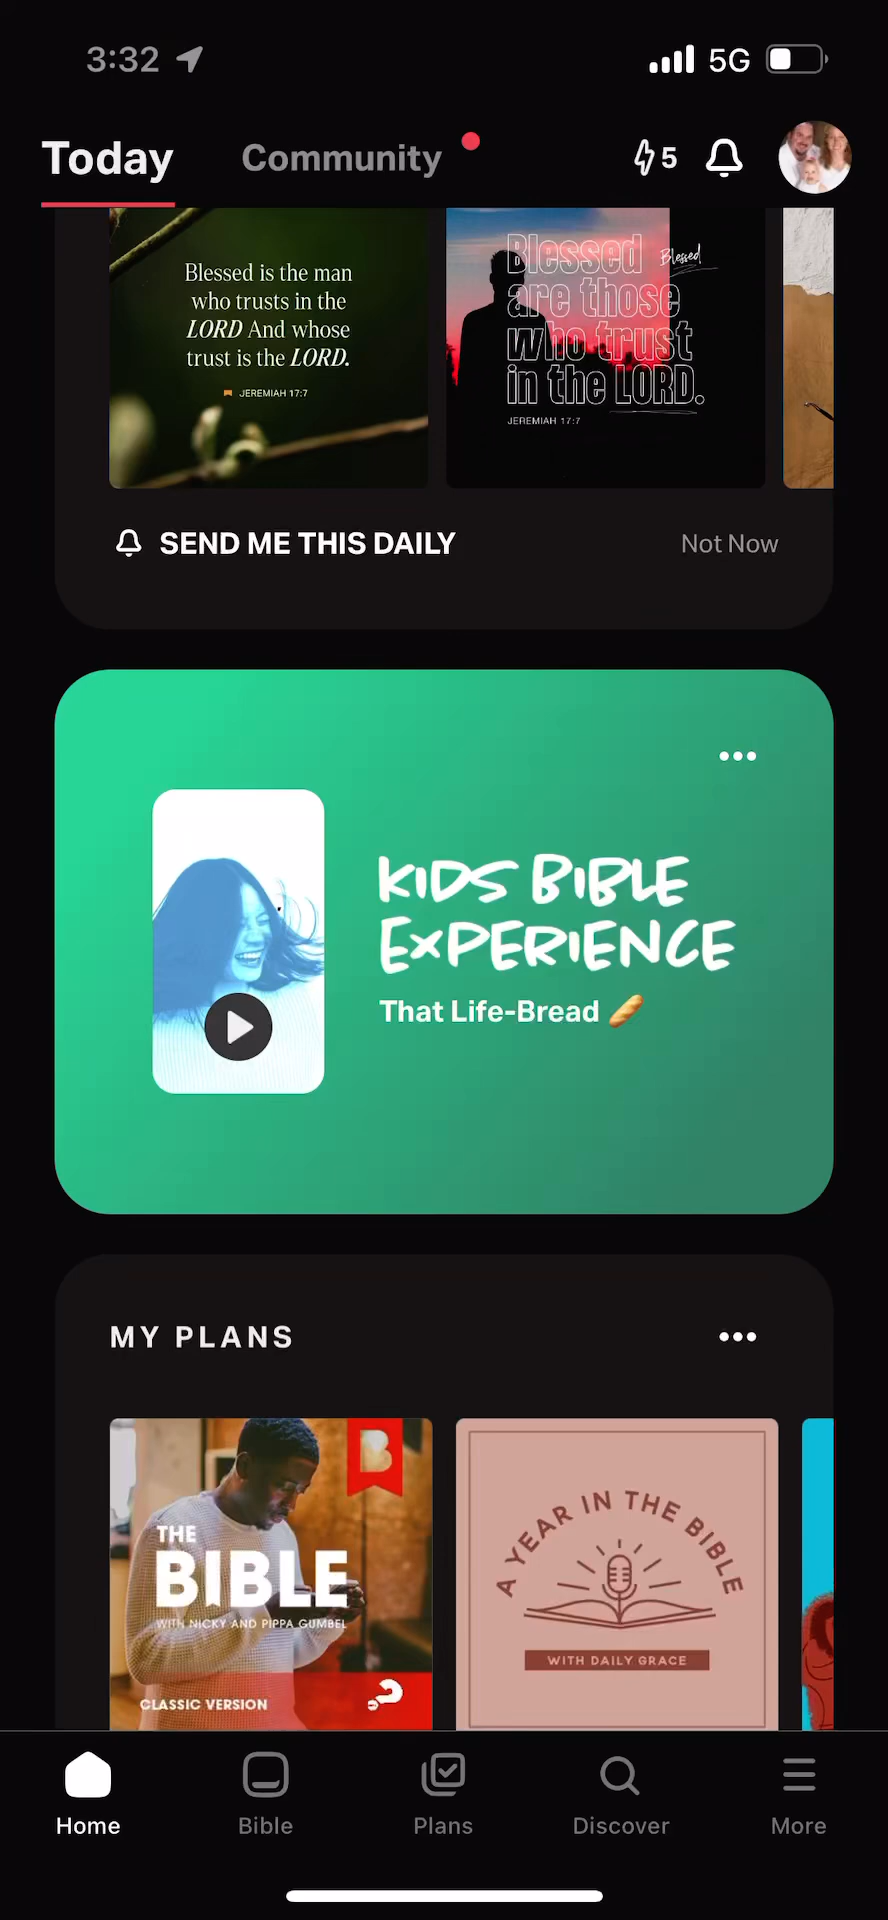 3:32
5G
Today
Community
5
Blessed is the man
who trusts in the
LORD And whose
trust is the LORD.
JEREMIAH 17:7
Blessed
Blessed
are those
who trust
in the LORD.
JEREMIAH 17:7
SEND ME THIS DAILY
Not Now
KIDS BIBLE
EXPERIENCE
That Life-Bread 🥖
MY PLANS
B
THE
BIBLE
WITH NICKY AND PIPPA GUMBEL
CLASSIC VERSION
A YEAR IN THE BIBLE
WITH DAILY GRACE
Home
Bible
Plans
Discover
More